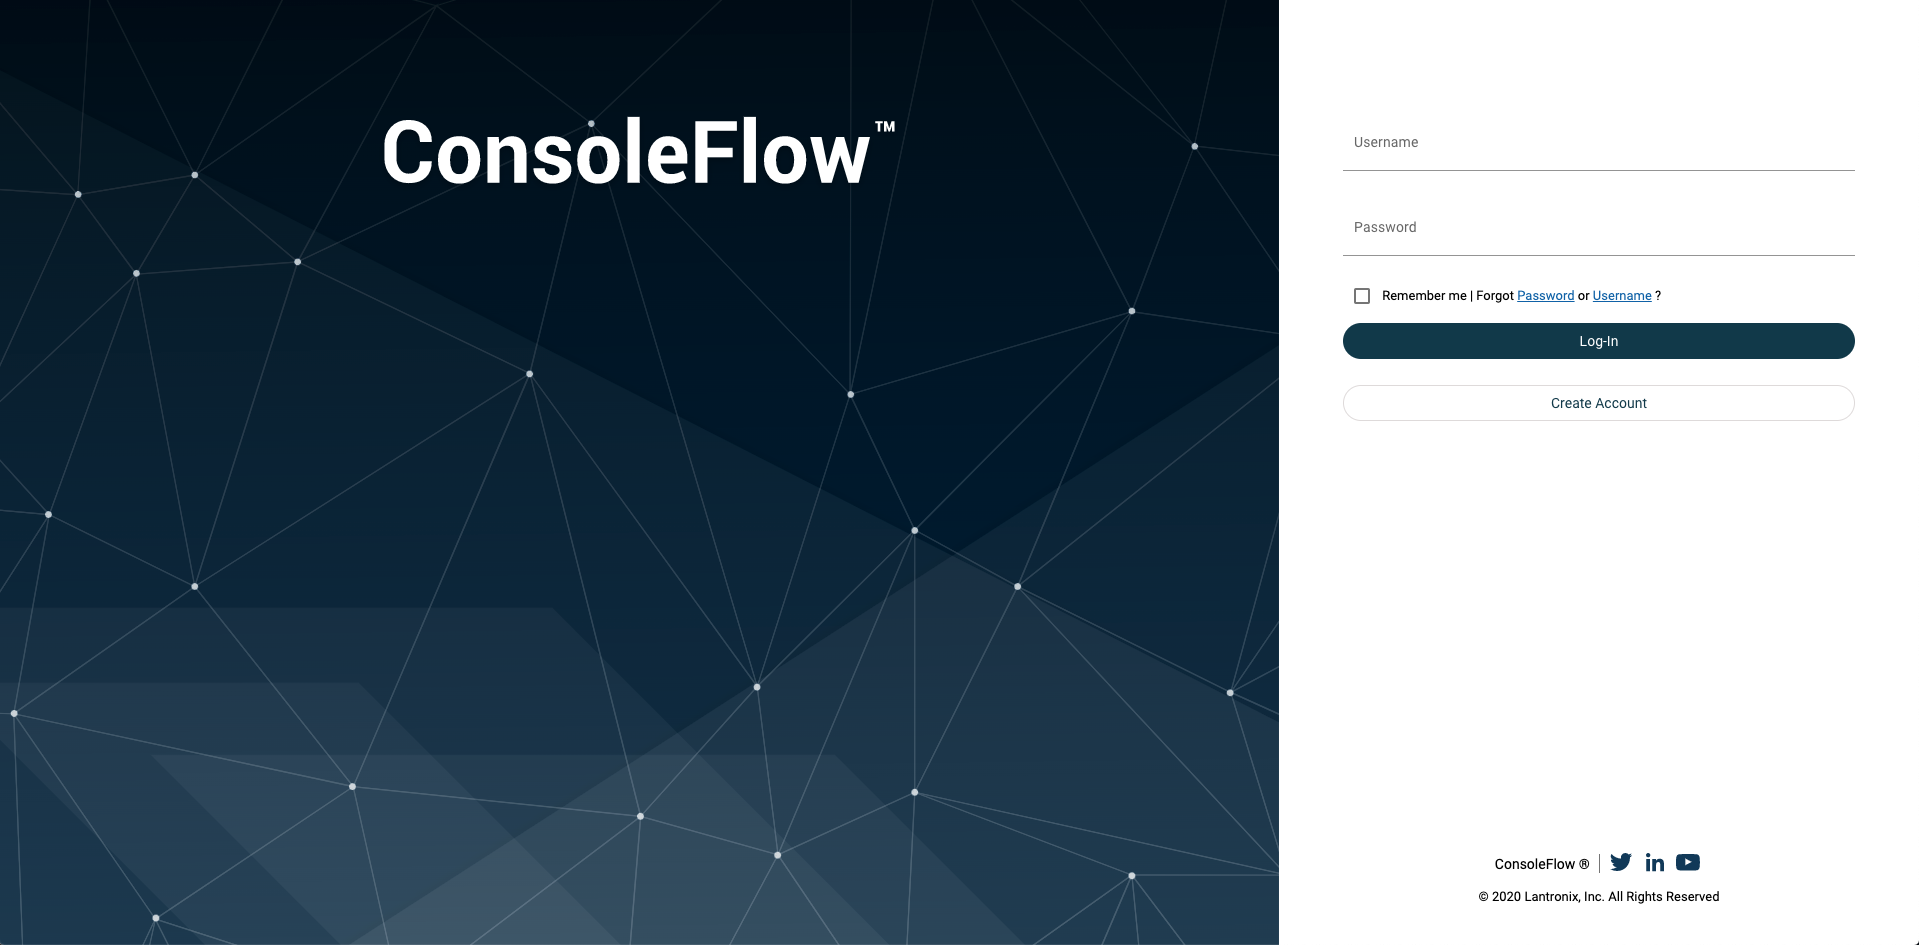 ConsoleFlow™
Username
Password
Remember me | Forgot Password or Username ?
Log-In
Create Account
ConsoleFlow ®
© 2020 Lantronix, Inc. All Rights Reserved